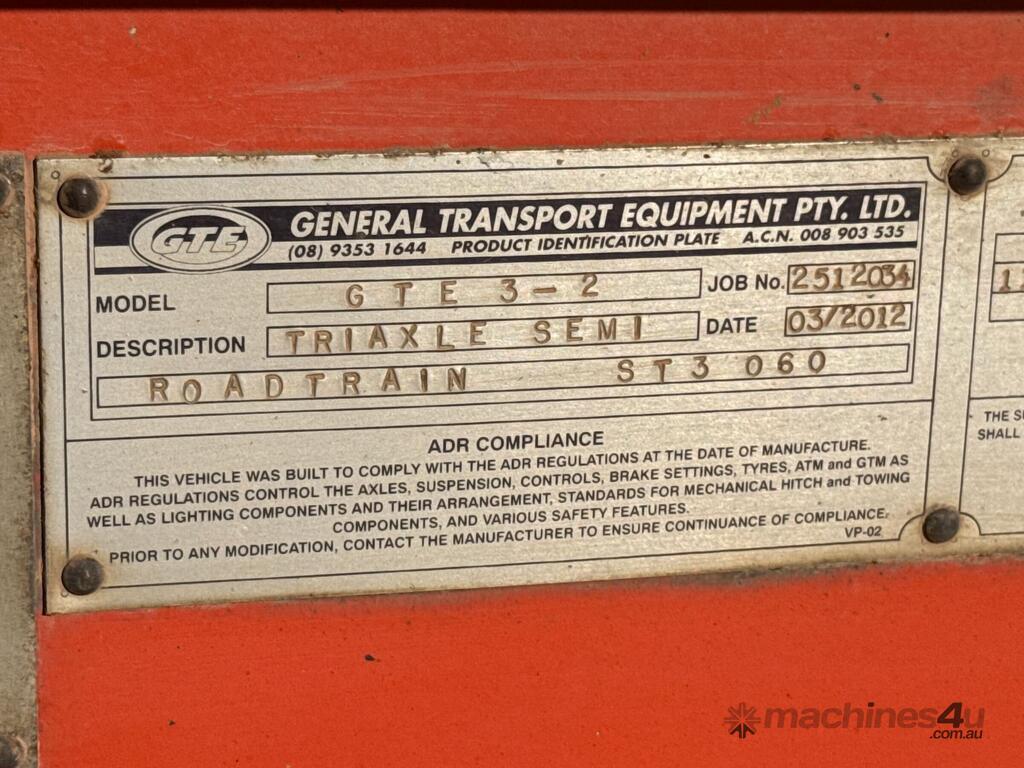 GTE
GENERAL TRANSPORT EQUIPMENT PTY. LTD.
(08) 9353 1644 PRODUCT IDENTIFICATION PLATE A.C.N. 008 903 535
MODEL GTE 3-2 JOB No. 2512034
DESCRIPTION TRIAXLE SEMI DATE 03/2012
ROADTRAIN ST3 060
ADR COMPLIANCE
THIS VEHICLE WAS BUILT TO COMPLY WITH THE ADR REGULATIONS AT THE DATE OF MANUFACTURE.
ADR REGULATIONS CONTROL THE AXLES, SUSPENSION, CONTROLS, BRAKE SETTINGS, TYRES, ATM and GTM AS
WELL AS LIGHTING COMPONENTS AND THEIR ARRANGEMENT, STANDARDS FOR MECHANICAL HITCH and TOWING
COMPONENTS, AND VARIOUS SAFETY FEATURES.
PRIOR TO ANY MODIFICATION, CONTACT THE MANUFACTURER TO ENSURE CONTINUANCE OF COMPLIANCE.
VP-02
THE
SHALL
machines4u
.com.au